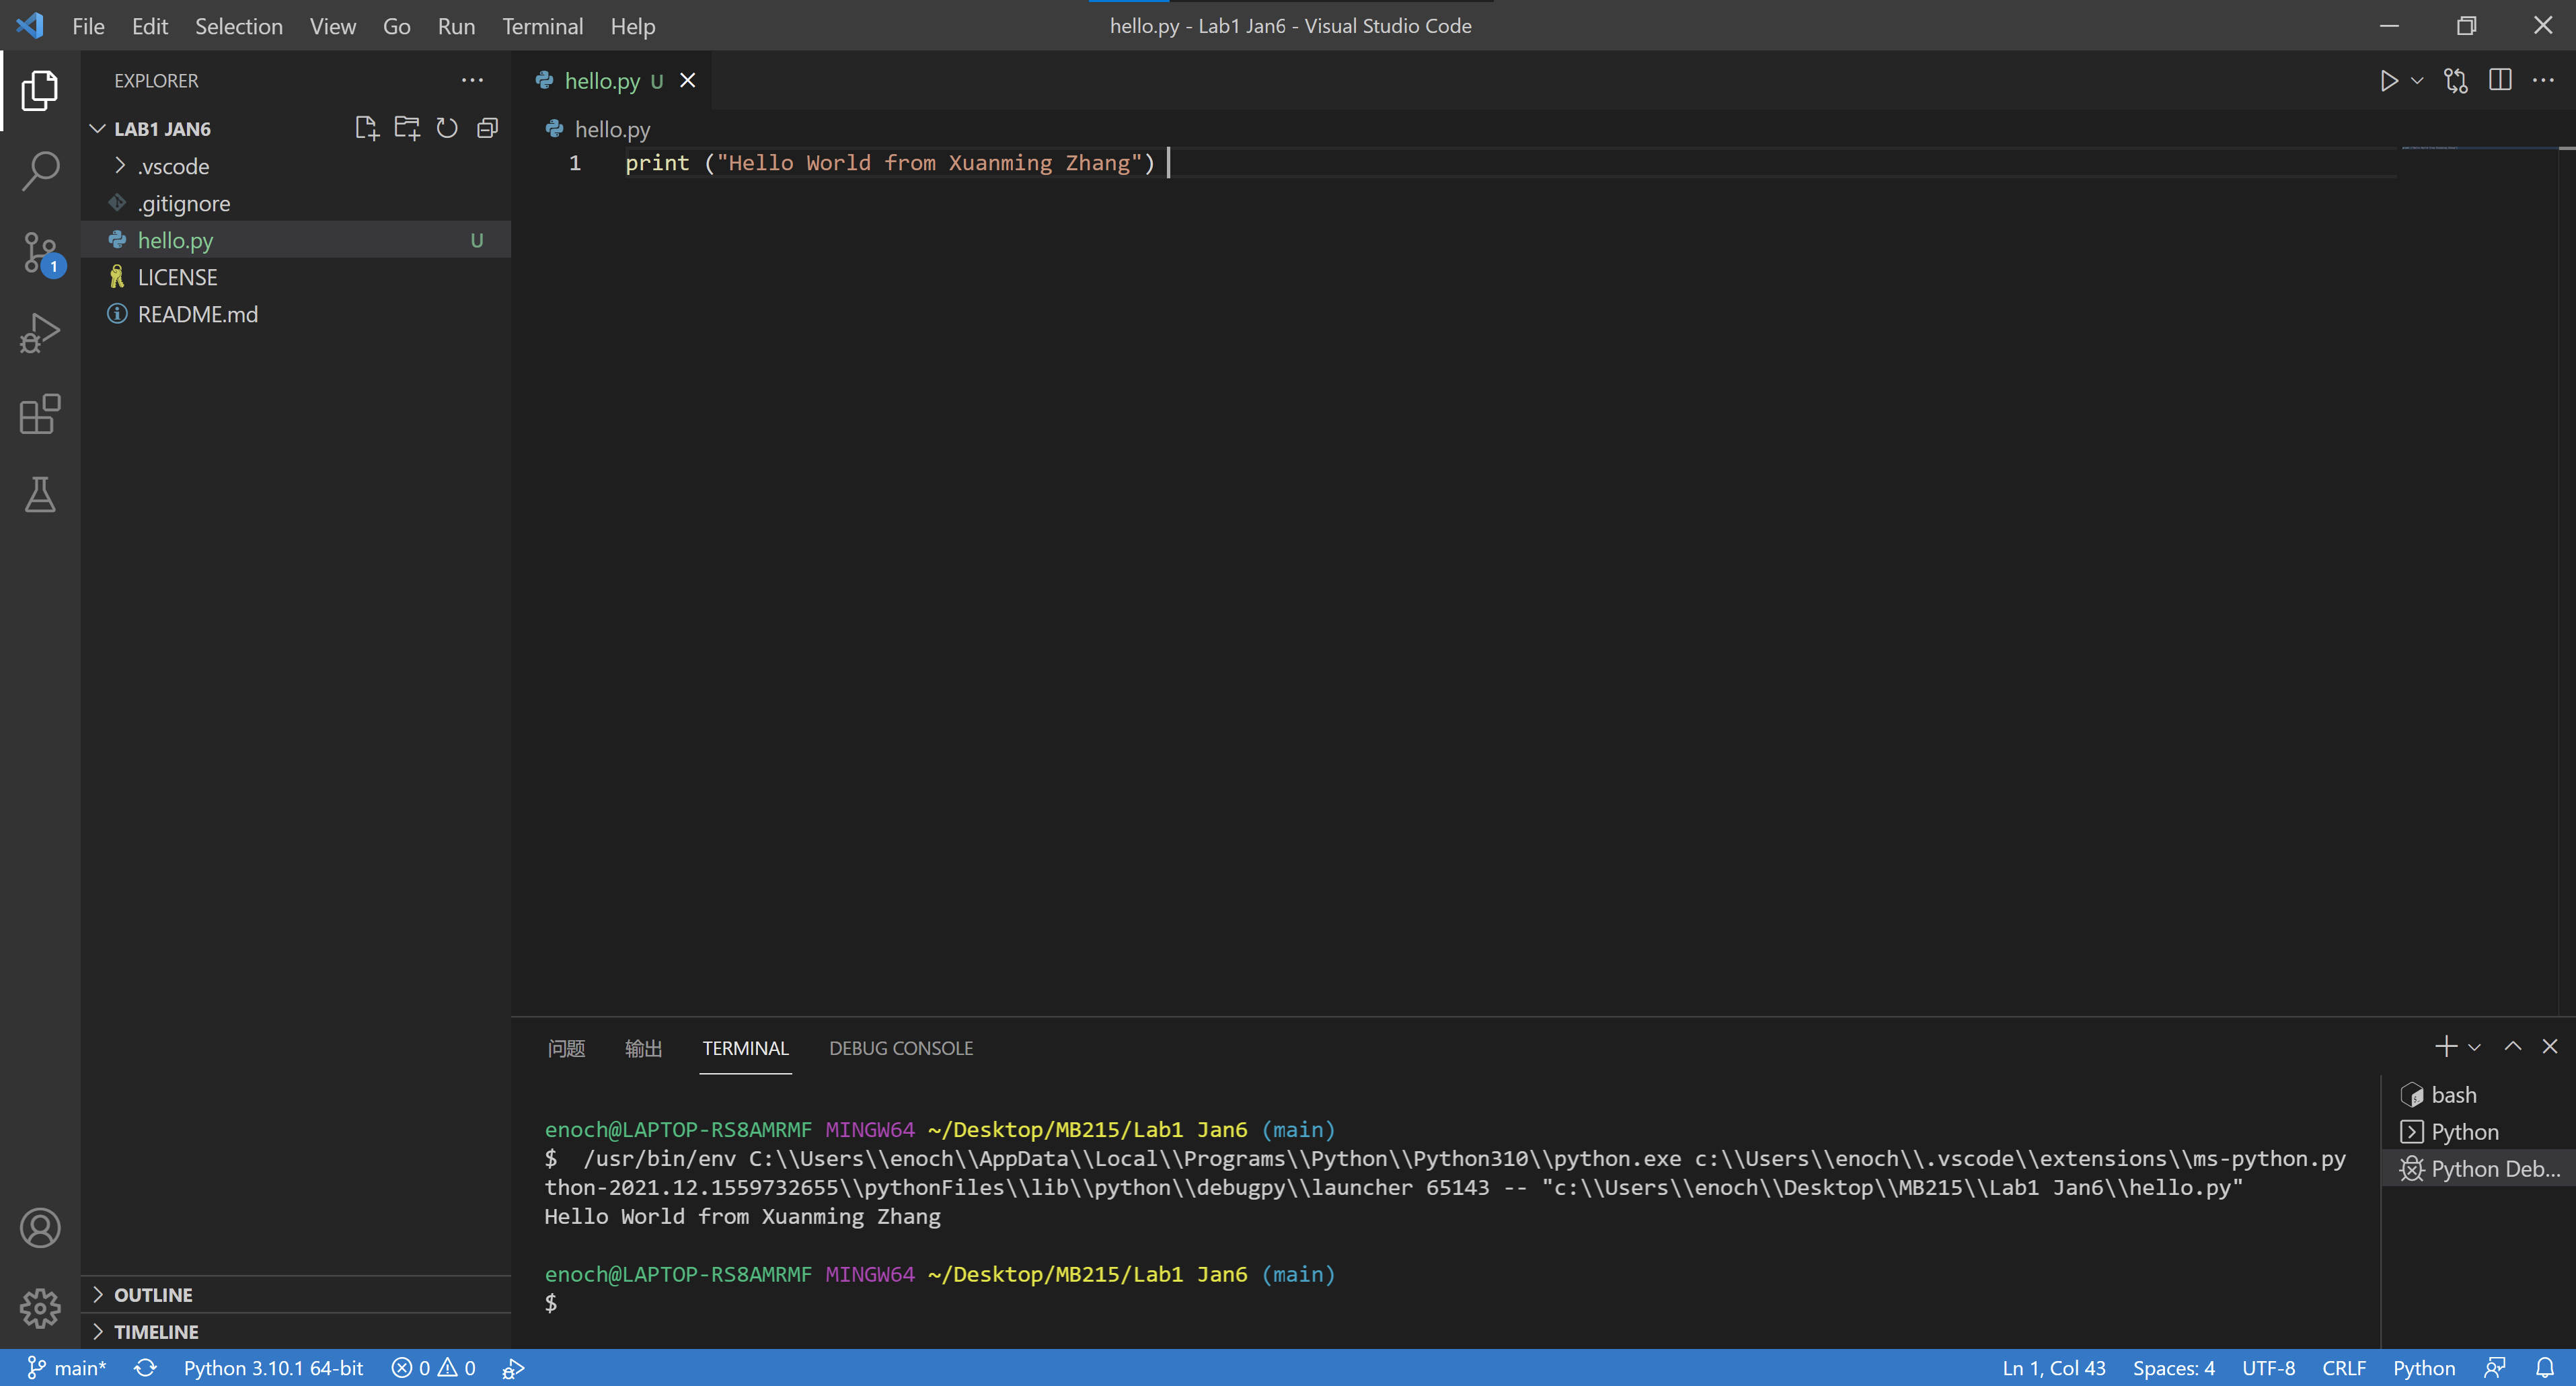 File Edit Selection View Go Run Terminal Help
hello.py - Lab1 Jan6 - Visual Studio Code
EXPLORER
LAB1 JAN6
.vscode
.gitignore
hello.py U
LICENSE
README.md
OUTLINE
TIMELINE
hello.py U
hello.py
1 print ("Hello World from Xuanming Zhang")
问题 输出 TERMINAL DEBUG CONSOLE
enoch@LAPTOP-RS8AMRMF MINGW64 ~/Desktop/MB215/Lab1 Jan6 (main)
$  /usr/bin/env C:\\Users\\enoch\\AppData\\Local\\Programs\\Python\\Python310\\python.exe c:\\Users\\enoch\\.vscode\\extensions\\ms-python.py
thon-2021.12.1559732655\\pythonFiles\\lib\\python\\debugpy\\launcher 65143 -- "c:\\Users\\enoch\\Desktop\\MB215\\Lab1 Jan6\\hello.py"
Hello World from Xuanming Zhang
enoch@LAPTOP-RS8AMRMF MINGW64 ~/Desktop/MB215/Lab1 Jan6 (main)
$
bash
Python
Python Deb...
1
main* Python 3.10.1 64-bit 0 0
Ln 1, Col 43 Spaces: 4 UTF-8 CRLF Python